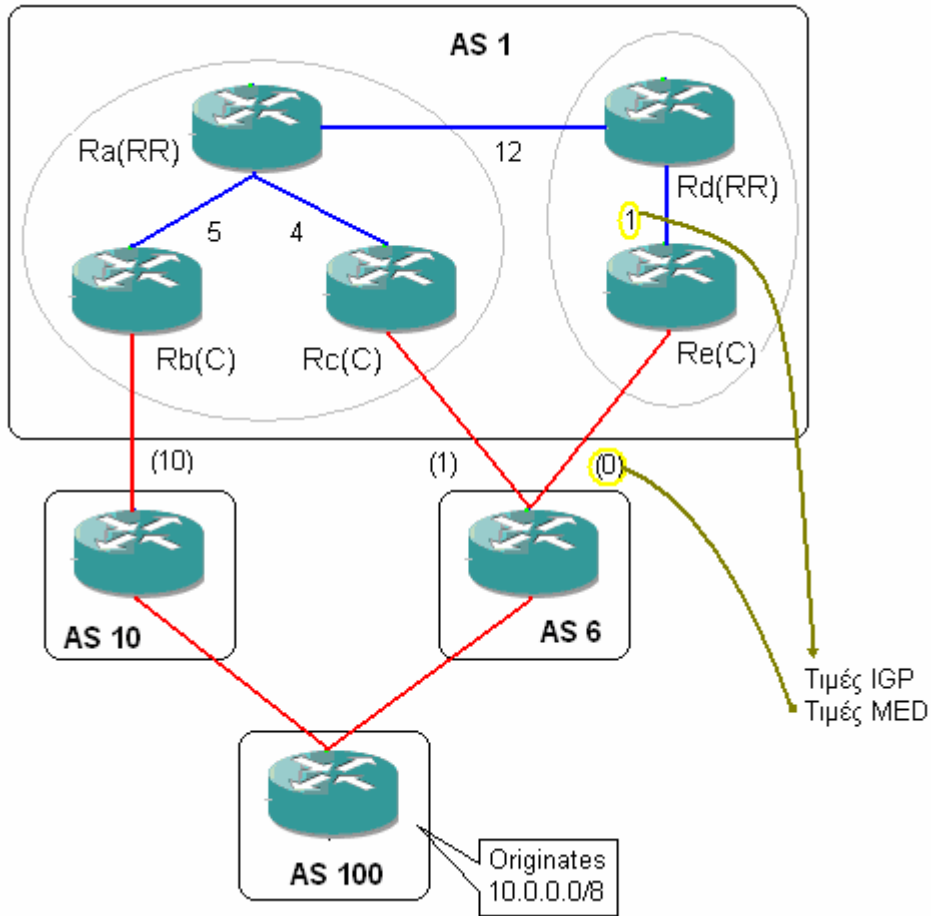 AS 1
Ra(RR)
12
Rd(RR)
5
4
1
Rb(C)
Rc(C)
Re(C)
(10)
(1)
(0)
AS 10
AS 6
Τιμές IGP
Τιμές MED
AS 100
Originates
10.0.0.0/8